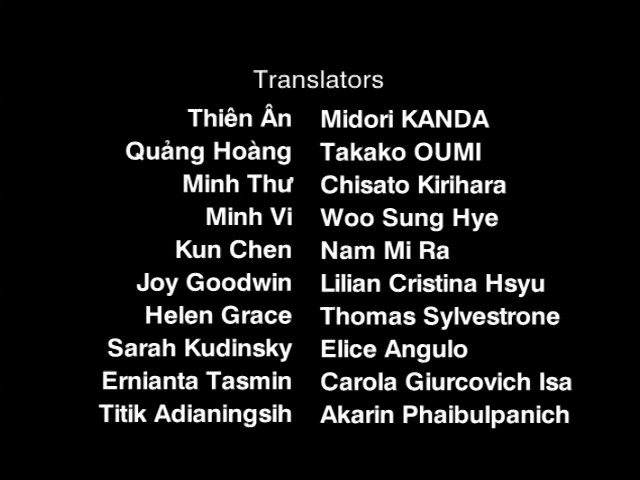 Translators
Thiên Ân Midori KANDA
Quảng Hoàng Takako OUMI
Minh Thư Chisato Kirihara
Minh Vi Woo Sung Hye
Kun Chen Nam Mi Ra
Joy Goodwin Lilian Cristina Hsyu
Helen Grace Thomas Sylvestrone
Sarah Kudinsky Elice Angulo
Ernianta Tasmin Carola Giurcovich Isa
Titik Adianingsih Akarin Phaibulpanich